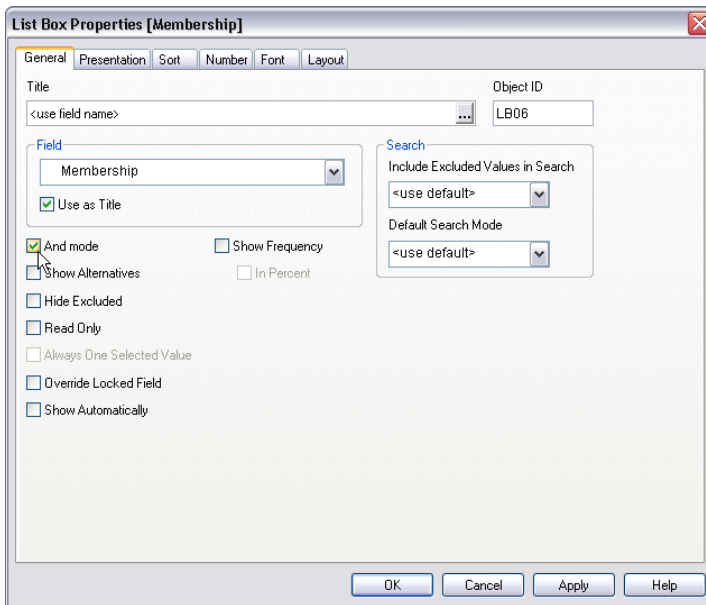 List Box Properties [Membership]
General Presentation Sort Number Font Layout
Title Object ID
<use field name> ... LB06
Field Search
Membership Include Excluded Values in Search
<use default>
Use as Title
Default Search Mode
And mode Show Frequency <use default>
Show Alternatives In Percent
Hide Excluded
Read Only
Always One Selected Value
Override Locked Field
Show Automatically
OK Cancel Apply Help